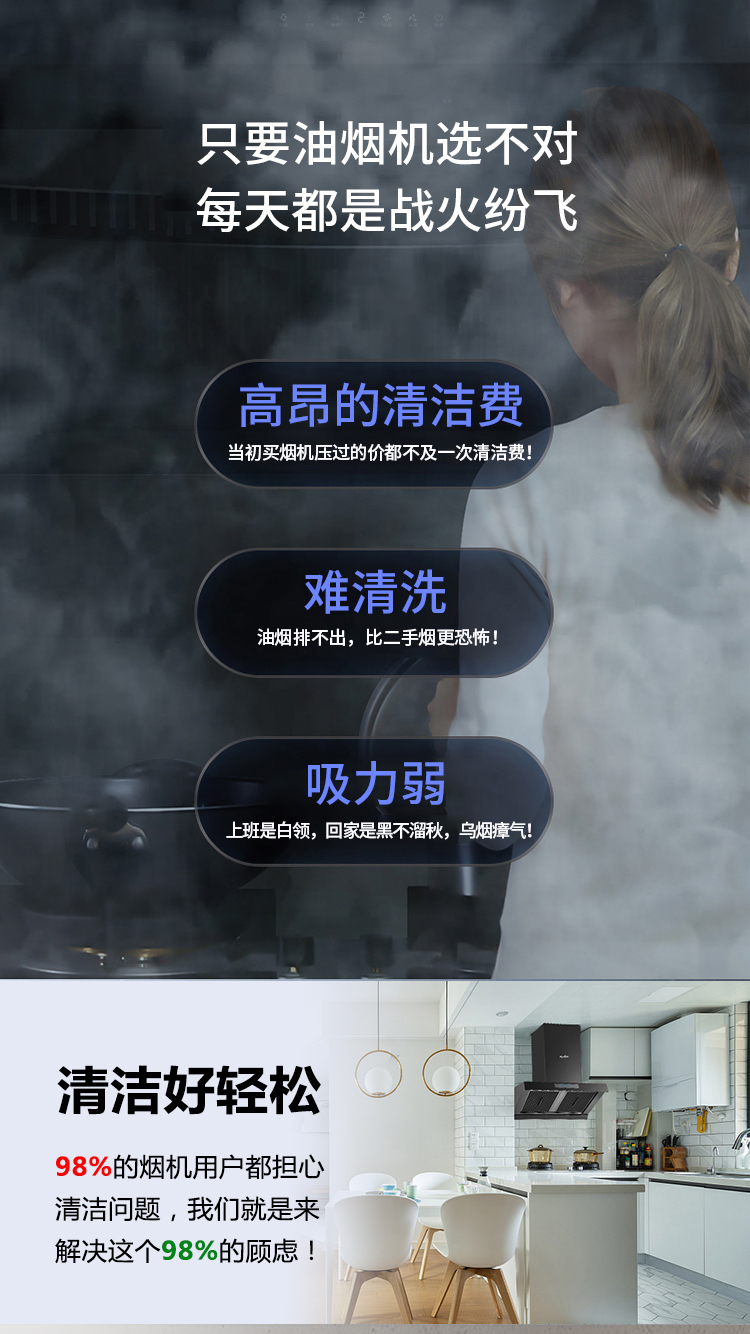 只要油烟机选不对
每天都是战火纷飞
高昂的清洁费
当初买烟机压过的价都不及一次清洁费！
难清洗
油烟排不出，比二手烟更恐怖！
吸力弱
上班是白领，回家是黑不溜秋，乌烟瘴气！
清洁好轻松
98%的烟机用户都担心
清洁问题，我们就是来
解决这个98%的顾虑！